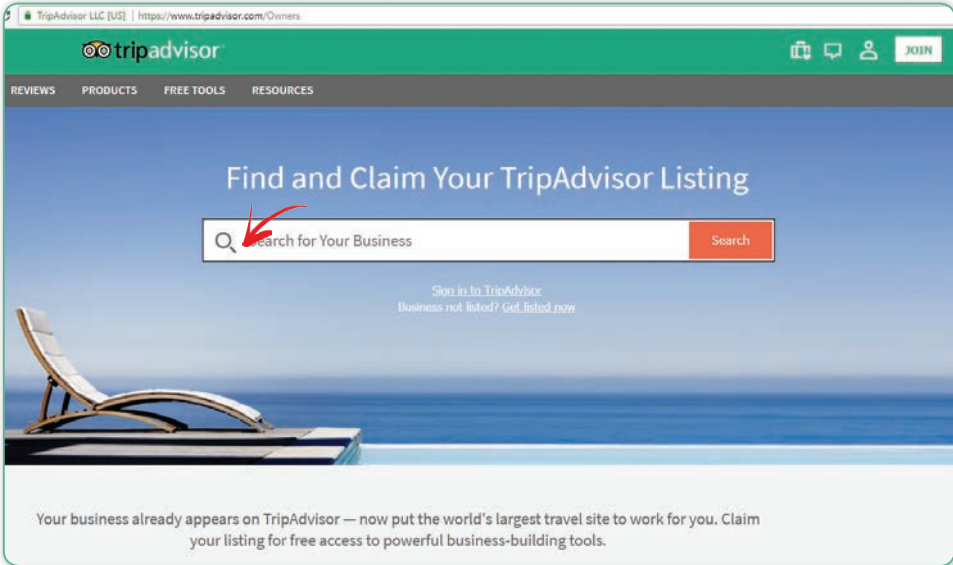 TripAdvisor LLC [US] | https://www.tripadvisor.com/Owners
tripadvisor
JOIN
REVIEWS PRODUCTS FREE TOOLS RESOURCES
Find and Claim Your TripAdvisor Listing
Search for Your Business Search
Sign in to TripAdvisor
Business not listed? Get listed now
Your business already appears on TripAdvisor — now put the world's largest travel site to work for you. Claim
your listing for free access to powerful business-building tools.